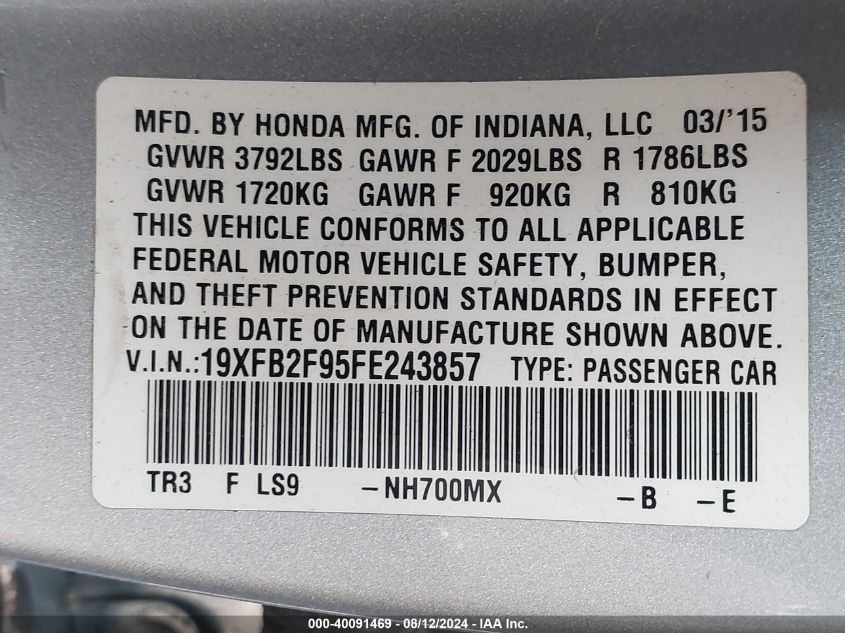 MFD. BY HONDA MFG. OF INDIANA, LLC 03/'15
GVWR 3792LBS GAWR F 2029LBS R 1786LBS
GVWR 1720KG GAWR F 920KG R 810KG
THIS VEHICLE CONFORMS TO ALL APPLICABLE
FEDERAL MOTOR VEHICLE SAFETY, BUMPER,
AND THEFT PREVENTION STANDARDS IN EFFECT
ON THE DATE OF MANUFACTURE SHOWN ABOVE.
V.I.N.:19XFB2F95FE243857 TYPE: PASSENGER CAR
TR3 F LS9 -NH700MX -B -E
000-40091469 - 08/12/2024 - IAA Inc.